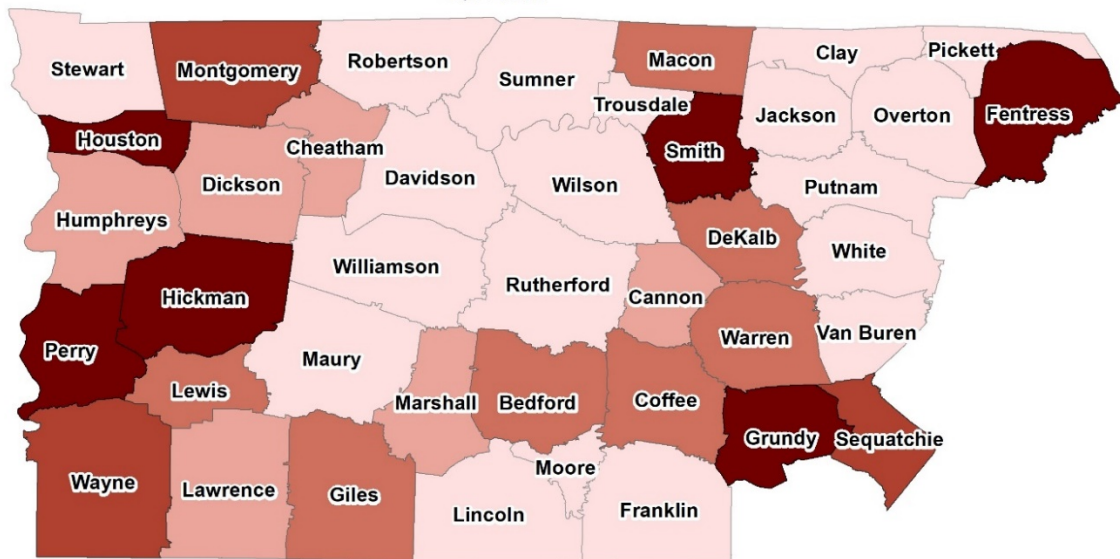 Stewart
Montgomery
Robertson
Sumner
Macon
Clay
Pickett
Trousdale
Jackson
Overton
Fentress
Houston
Cheatham
Smith
Dickson
Davidson
Wilson
Putnam
Humphreys
DeKalb
White
Williamson
Rutherford
Hickman
Cannon
Perry
Maury
Warren
Van Buren
Lewis
Marshall
Bedford
Coffee
Grundy
Sequatchie
Moore
Wayne
Lawrence
Giles
Lincoln
Franklin